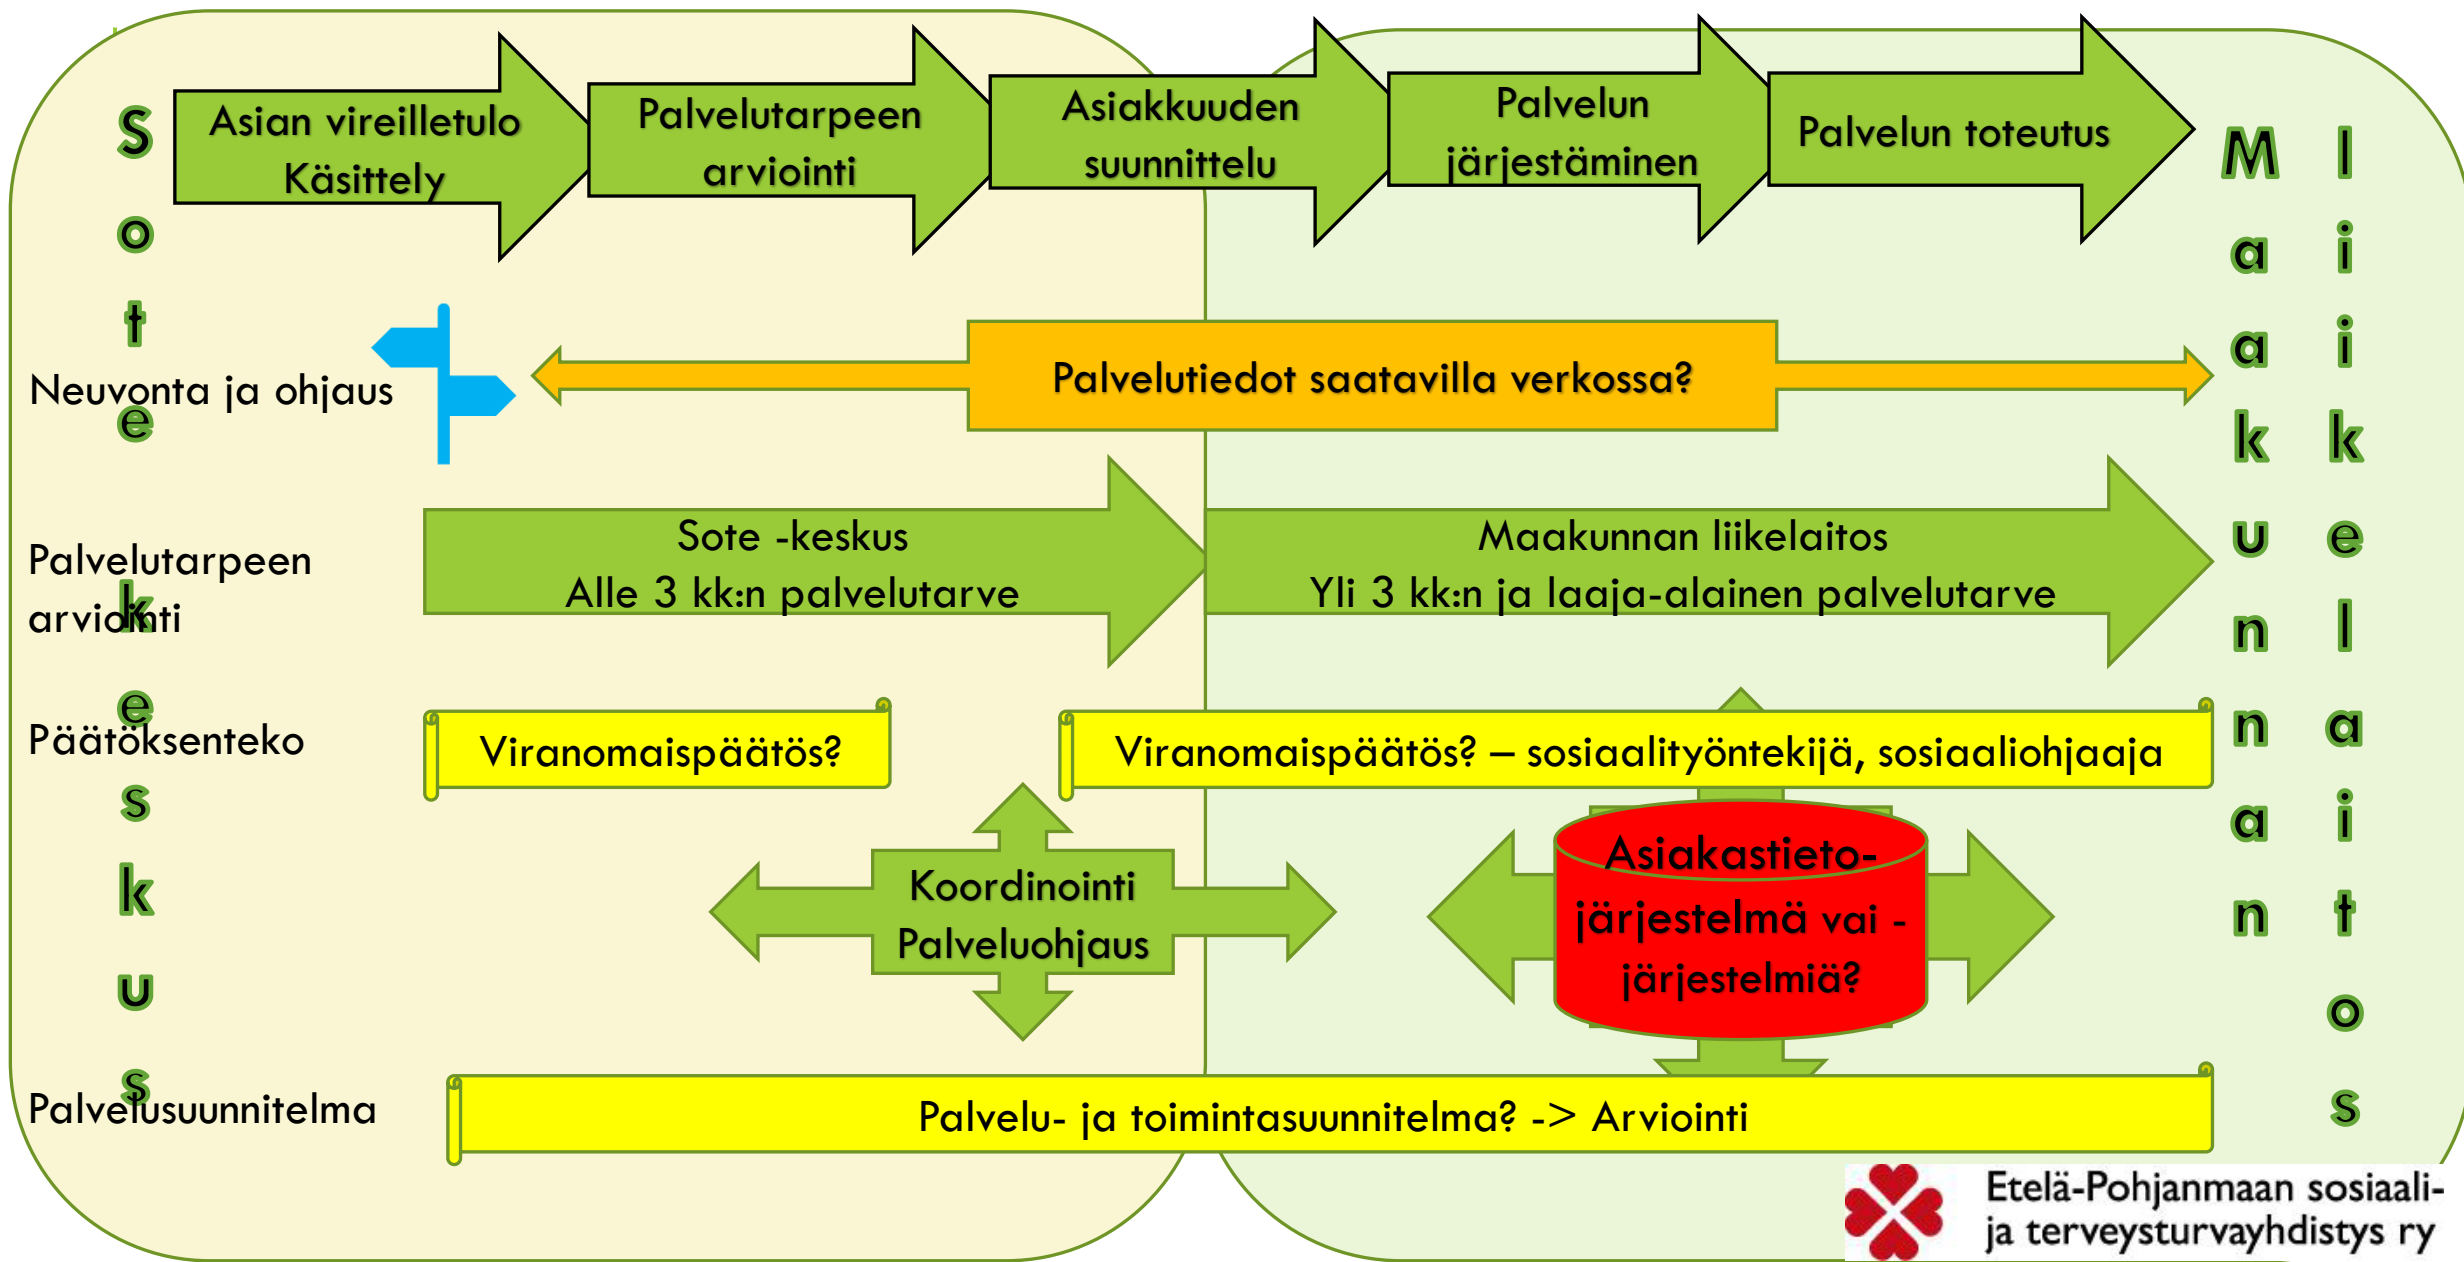 Sotekeskus
Asian vireilletulo
Käsittely
Palvelutarpeen
arviointi
Asiakkuuden
suunnittelu
Palvelun
järjestäminen
Palvelun toteutus
Maakunnan
liikelaitos
Neuvonta ja ohjaus
Palvelutiedot saatavilla verkossa?
Palvelutarpeen
arviointi
Sote -keskus
Alle 3 kk:n palvelutarve
Maakunnan liikelaitos
Yli 3 kk:n ja laaja-alainen palvelutarve
Päätöksenteko
Viranomaispäätös?
Viranomaispäätös? – sosiaalityöntekijä, sosiaaliohjaaja
Koordinointi
Palveluohjaus
Asiakastieto-
järjestelmä vai -
järjestelmiä?
Palvelusuunnitelma
Palvelu- ja toimintasuunnitelma? -> Arviointi
Etelä-Pohjanmaan sosiaali-
ja terveysturvayhdistys ry